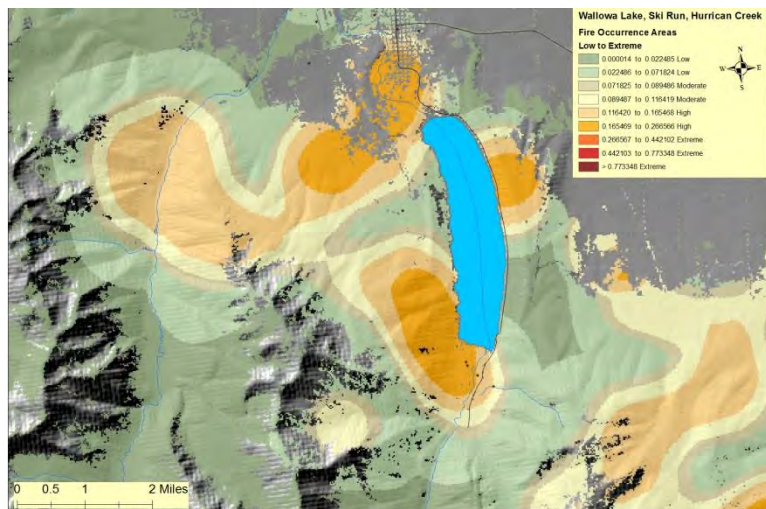 Wallowa Lake, Ski Run, Hurrican Creek
Fire Occurrence Areas
Low to Extreme
0.000014 to 0.022485 Low
0.022486 to 0.071824 Low
0.071825 to 0.089486 Moderate
0.089487 to 0.116419 Moderate
0.116420 to 0.165468 High
0.165469 to 0.266566 High
0.266567 to 0.442102 Extreme
0.442103 to 0.773348 Extreme
> 0.773348 Extreme
N
W E
S
0 0.5 1 2 Miles